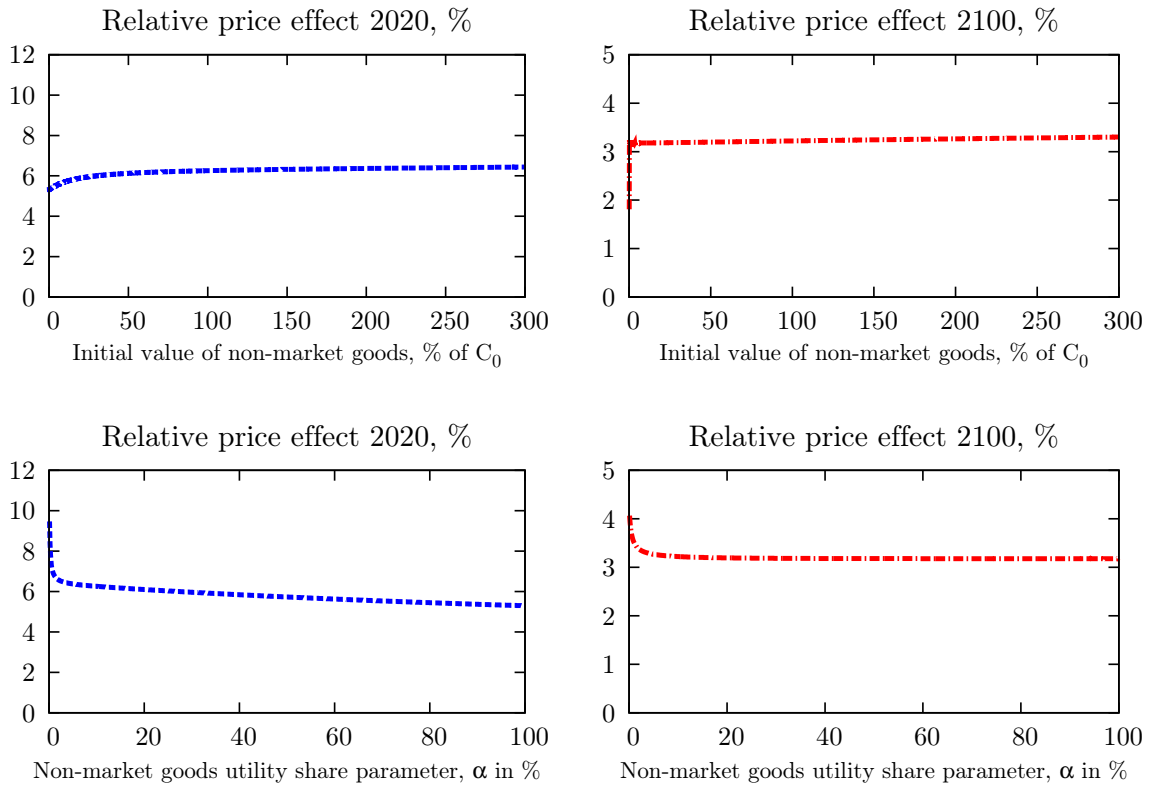 Relative price effect 2020, %
12
10
8
6
4
2
0
0 50 100 150 200 250 300
Initial value of non-market goods, % of C₀
Relative price effect 2100, %
5
4
3
2
1
0
0 50 100 150 200 250 300
Initial value of non-market goods, % of C₀
Relative price effect 2020, %
12
10
8
6
4
2
0
0 20 40 60 80 100
Non-market goods utility share parameter, α in %
Relative price effect 2100, %
5
4
3
2
1
0
0 20 40 60 80 100
Non-market goods utility share parameter, α in %